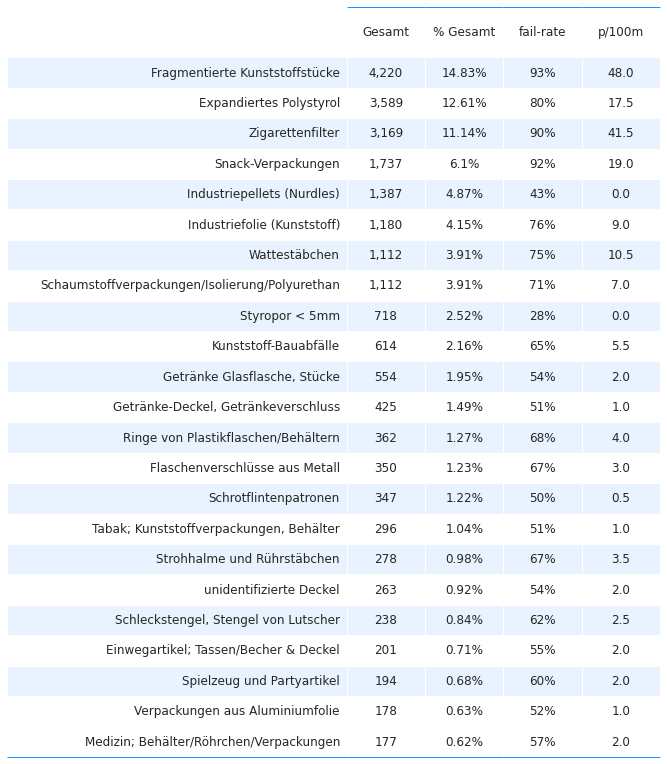 Gesamt % Gesamt fail-rate p/100m
Fragmentierte Kunststoffstücke 4,220 14.83% 93% 48.0
Expandiertes Polystyrol 3,589 12.61% 80% 17.5
Zigarettenfilter 3,169 11.14% 90% 41.5
Snack-Verpackungen 1,737 6.1% 92% 19.0
Industriepellets (Nurdles) 1,387 4.87% 43% 0.0
Industriefolie (Kunststoff) 1,180 4.15% 76% 9.0
Wattestäbchen 1,112 3.91% 75% 10.5
Schaumstoffverpackungen/Isolierung/Polyurethan 1,112 3.91% 71% 7.0
Styropor < 5mm 718 2.52% 28% 0.0
Kunststoff-Bauabfälle 614 2.16% 65% 5.5
Getränke Glasflasche, Stücke 554 1.95% 54% 2.0
Getränke-Deckel, Getränkeverschluss 425 1.49% 51% 1.0
Ringe von Plastikflaschen/Behältern 362 1.27% 68% 4.0
Flaschenverschlüsse aus Metall 350 1.23% 67% 3.0
Schrotflintenpatronen 347 1.22% 50% 0.5
Tabak; Kunststoffverpackungen, Behälter 296 1.04% 51% 1.0
Strohhalme und Rührstäbchen 278 0.98% 67% 3.5
unidentifizierte Deckel 263 0.92% 54% 2.0
Schleckstengel, Stengel von Lutscher 238 0.84% 62% 2.5
Einwegartikel; Tassen/Becher & Deckel 201 0.71% 55% 2.0
Spielzeug und Partyartikel 194 0.68% 60% 2.0
Verpackungen aus Aluminiumfolie 178 0.63% 52% 1.0
Medizin; Behälter/Röhrchen/Verpackungen 177 0.62% 57% 2.0